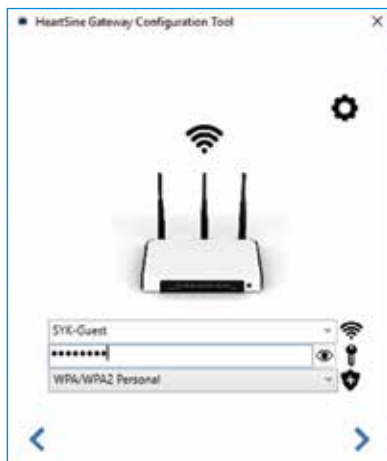 HeartSine Gateway Configuration Tool
SYK-Guest
••••••••
WPA/WPA2 Personal